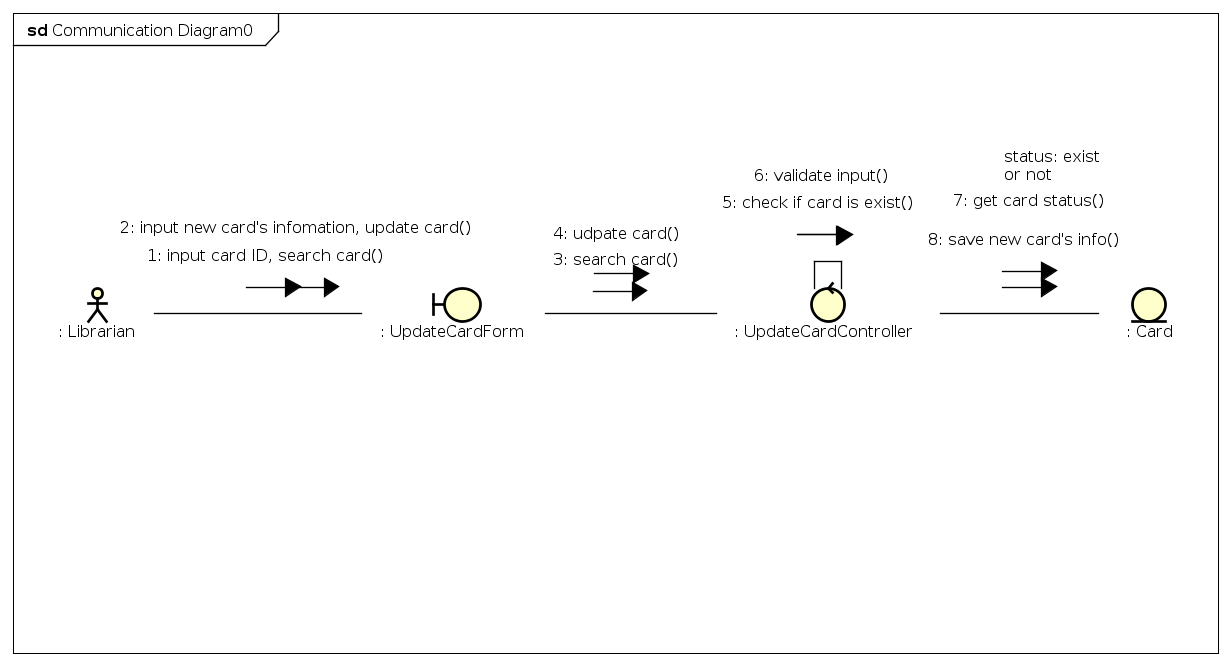 sd Communication Diagram0
status: exist
or not
6: validate input()
7: get card status()
5: check if card is exist()
2: input new card's infomation, update card()
4: udpate card()
8: save new card's info()
1: input card ID, search card()
3: search card()
: Librarian
: UpdateCardForm
: UpdateCardController
: Card